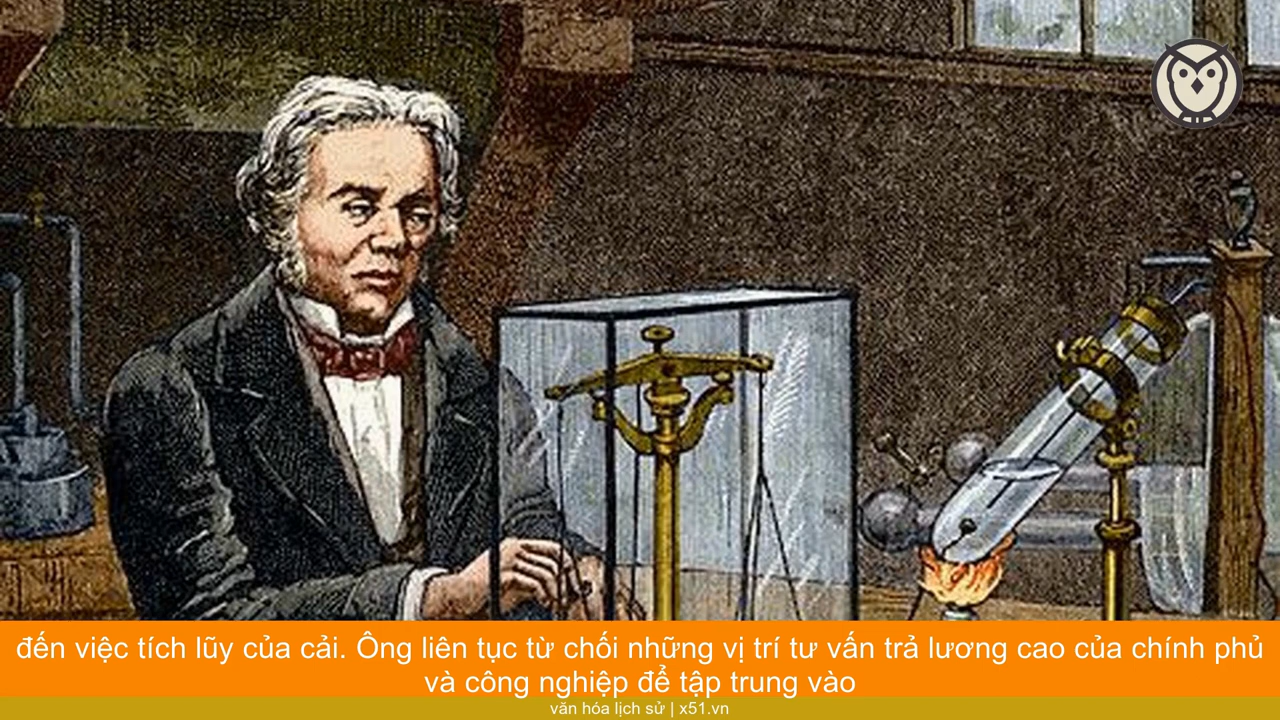 đến việc tích lũy của cải. Ông liên tục từ chối những vị trí tư vấn trả lương cao của chính phủ
và công nghiệp để tập trung vào
văn hóa lịch sử | x51.vn